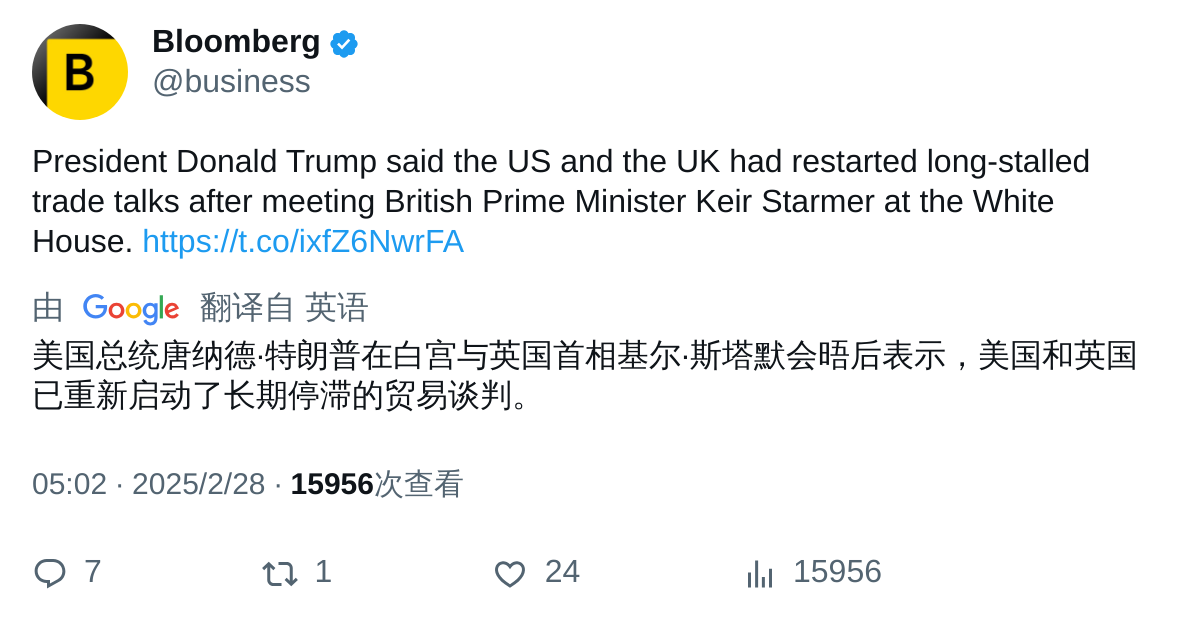 B
Bloomberg
@business
President Donald Trump said the US and the UK had restarted long-stalled
trade talks after meeting British Prime Minister Keir Starmer at the White
House. https://t.co/ixfZ6NwrFA
由 Google 翻译自 英语
美国总统唐纳德·特朗普在白宫与英国首相基尔·斯塔默会晤后表示，美国和英国
已重新启动了长期停滞的贸易谈判。
05:02 · 2025/2/28 · 15956次查看
7 1 24 15956